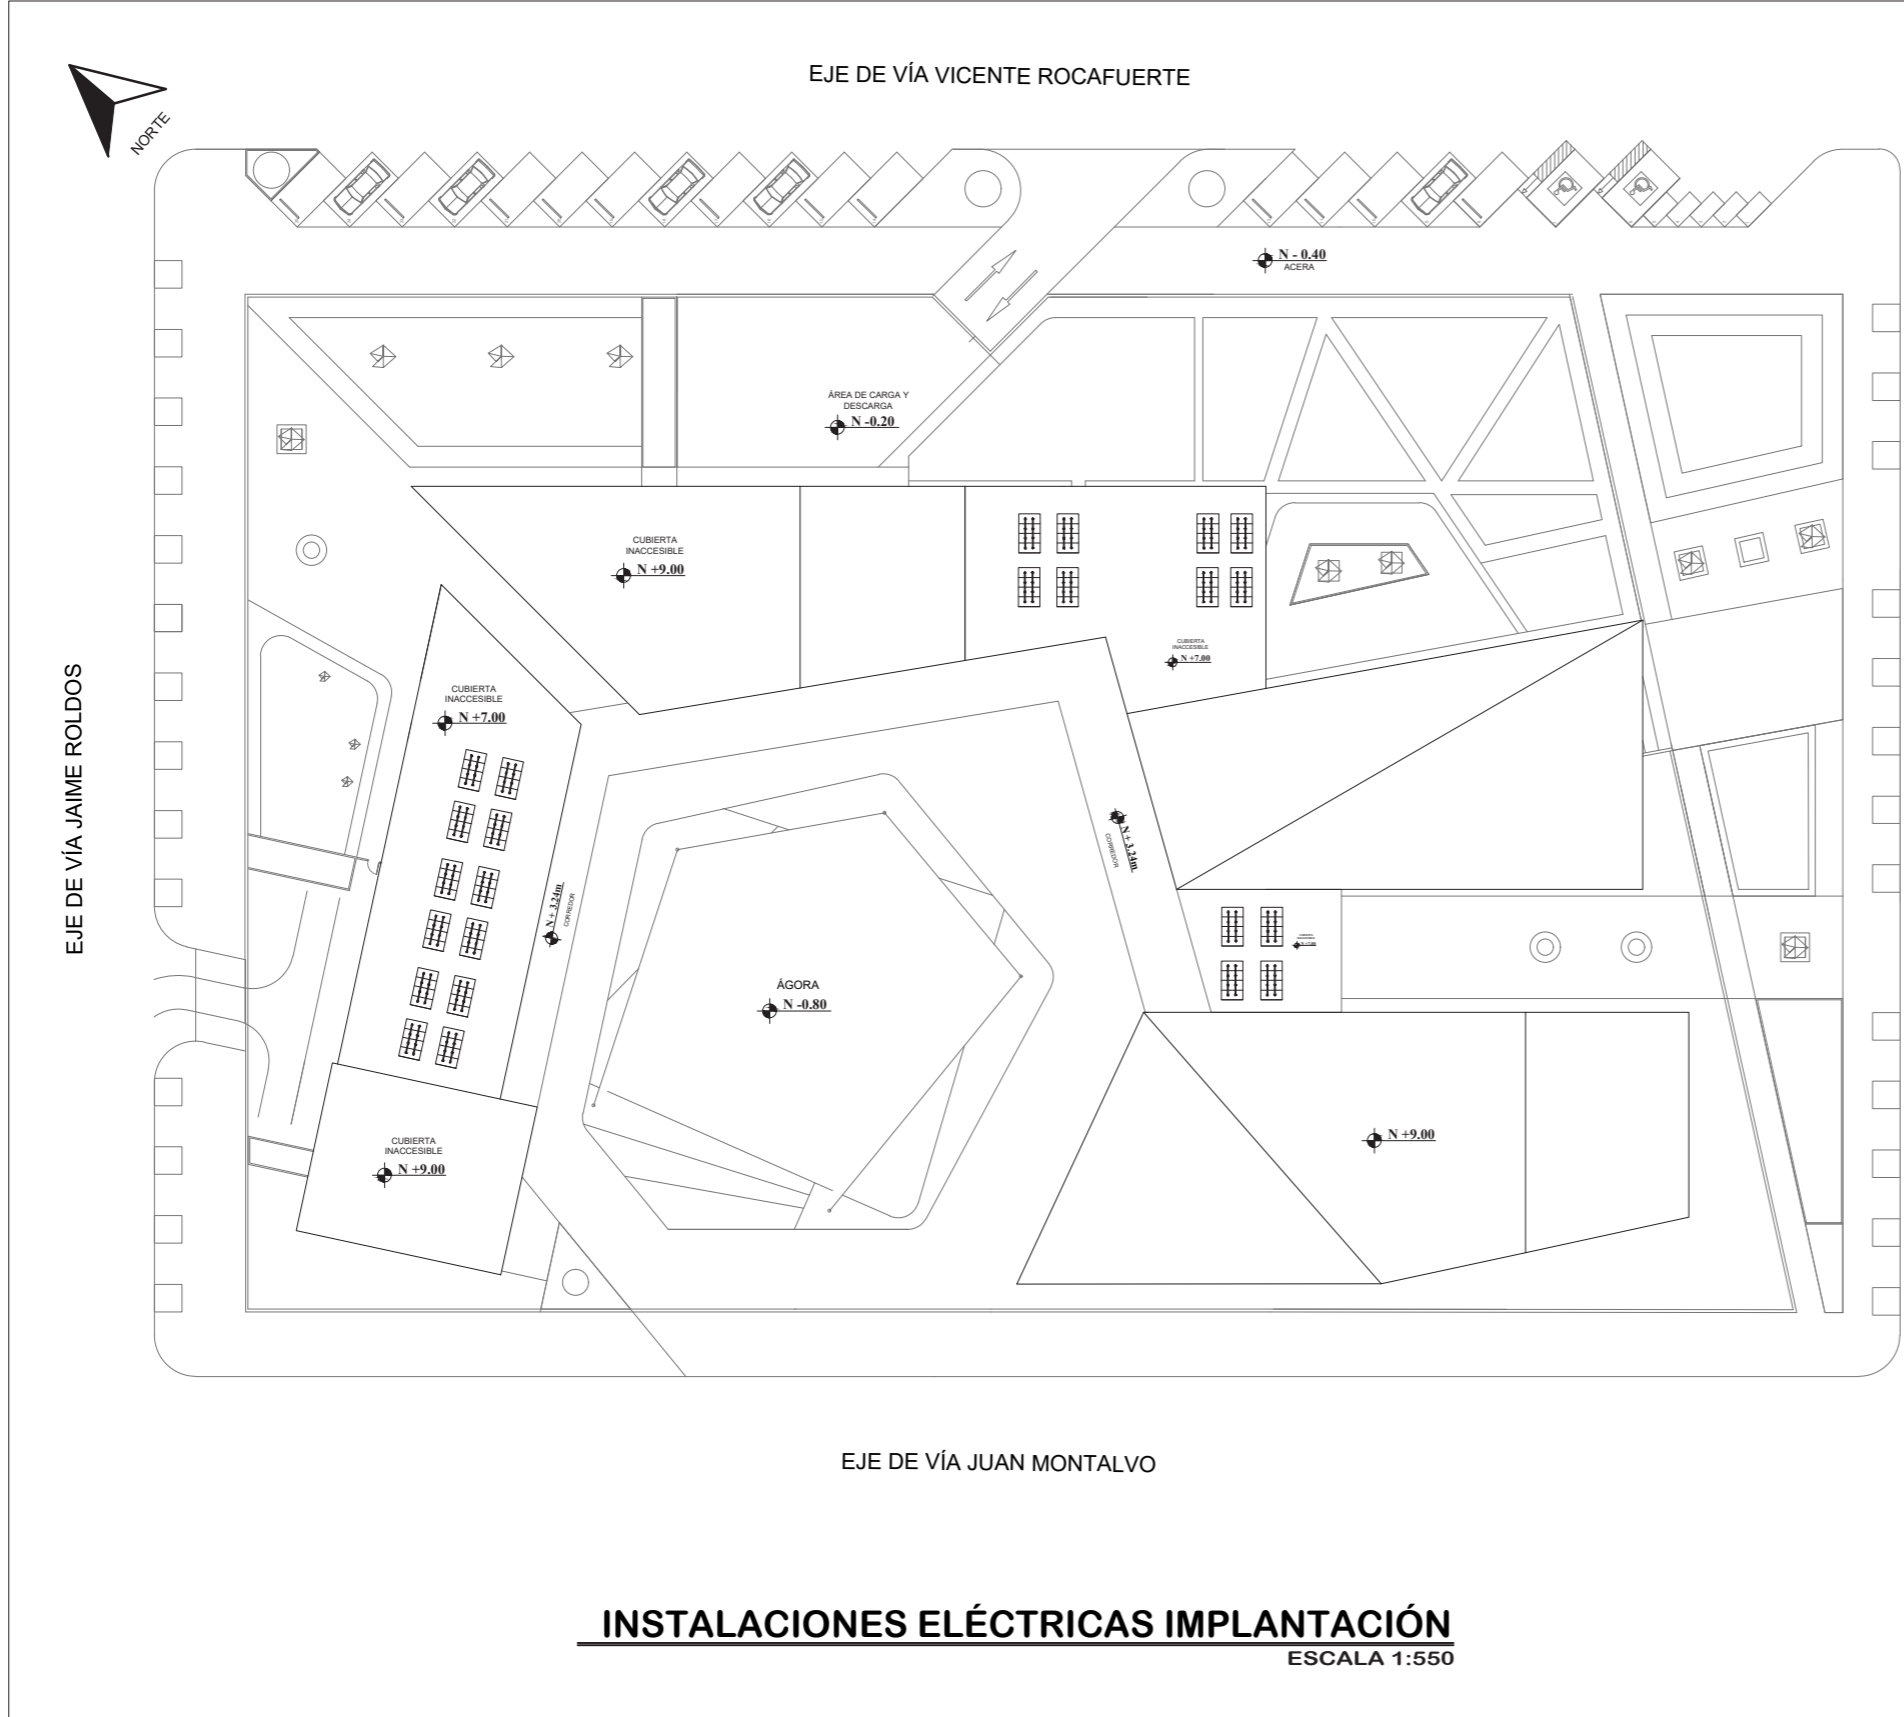 EJE DE VÍA VICENTE ROCAFUERTE
NORTE
N - 0.40
ACERA
ÁREA DE CARGA Y
DESCARGA
N -0.20
CUBIERTA
INACCESIBLE
N +9.00
CUBIERTA
INACCESIBLE
N +7.00
CUBIERTA
INACCESIBLE
N +7.00
EJE DE VÍA JAIME ROLDOS
N + 3.24m
CORREDOR
N + 3.24m
CORREDOR
ÁGORA
N -0.80
N +9.00
CUBIERTA
INACCESIBLE
N +9.00
EJE DE VÍA JUAN MONTALVO
INSTALACIONES ELÉCTRICAS IMPLANTACIÓN
ESCALA 1:550